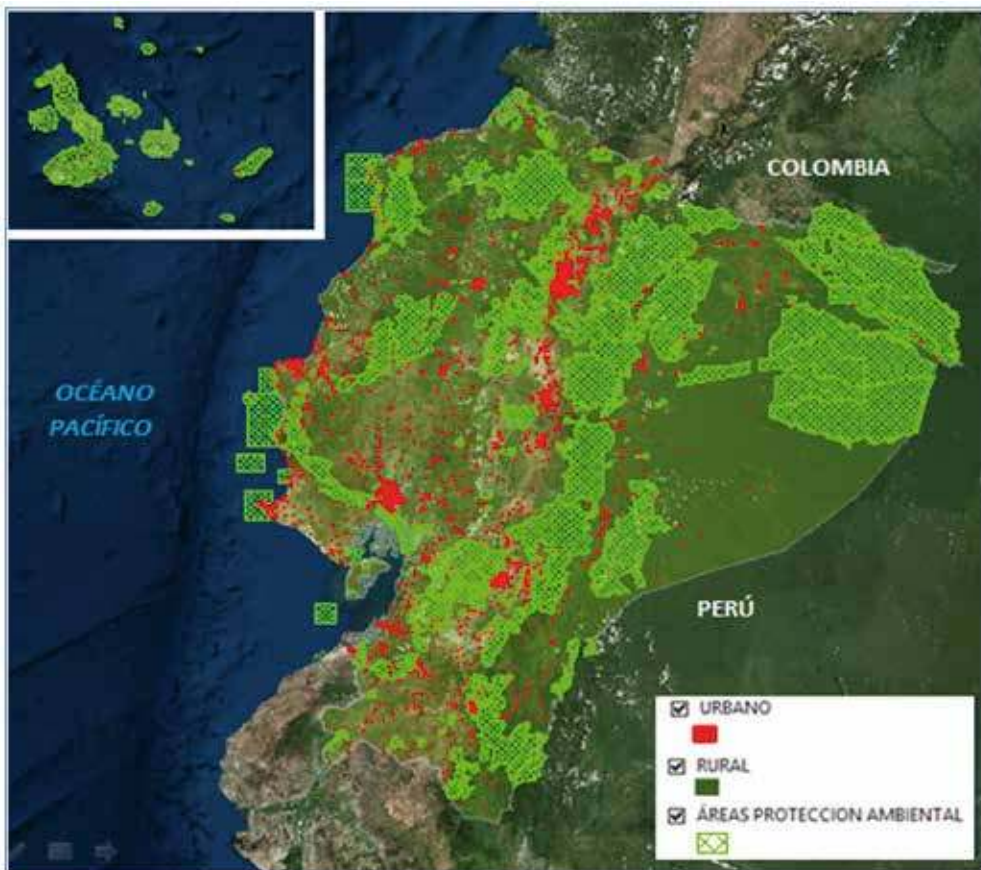 COLOMBIA
OCÉANO
PACÍFICO
PERÚ
URBANO
RURAL
ÁREAS PROTECCION AMBIENTAL